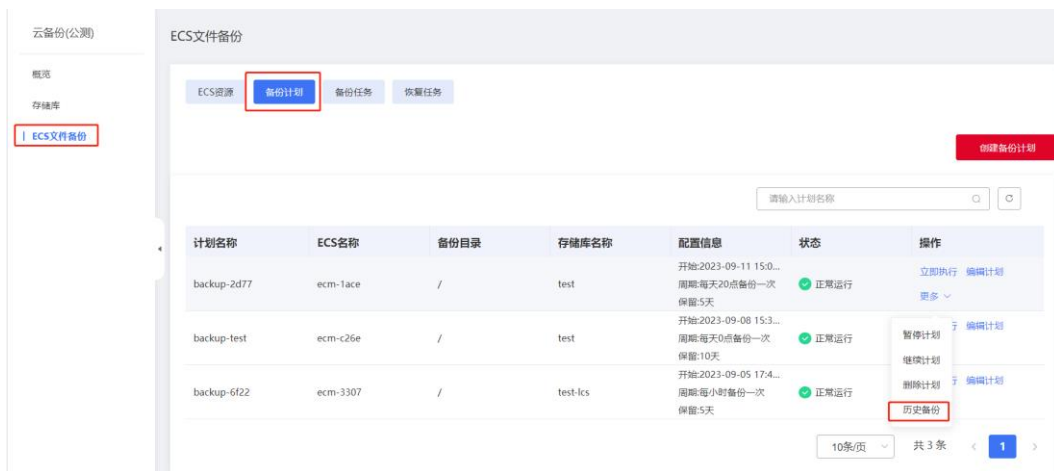 云备份(公测)
概览
存储库
ECS文件备份
ECS文件备份
ECS资源 备份计划 备份任务 恢复任务
创建备份计划
请输入计划名称
计划名称 ECS名称 备份目录 存储库名称 配置信息 状态 操作
backup-2d77 ecm-1ace / test 开始:2023-09-11 15:0... 正常运行 立即执行 编辑计划
周期:每天20点备份一次
保留:5天
更多
backup-test ecm-c26e / test 开始:2023-09-08 15:3... 正常运行 行 编辑计划
周期:每天0点备份一次
保留:10天
backup-6f22 ecm-3307 / test-lcs 开始:2023-09-05 17:4... 正常运行 行 编辑计划
周期:每小时备份一次
保留:5天
暂停计划
继续计划
删除计划
历史备份
10条/页 共3条 < 1 >